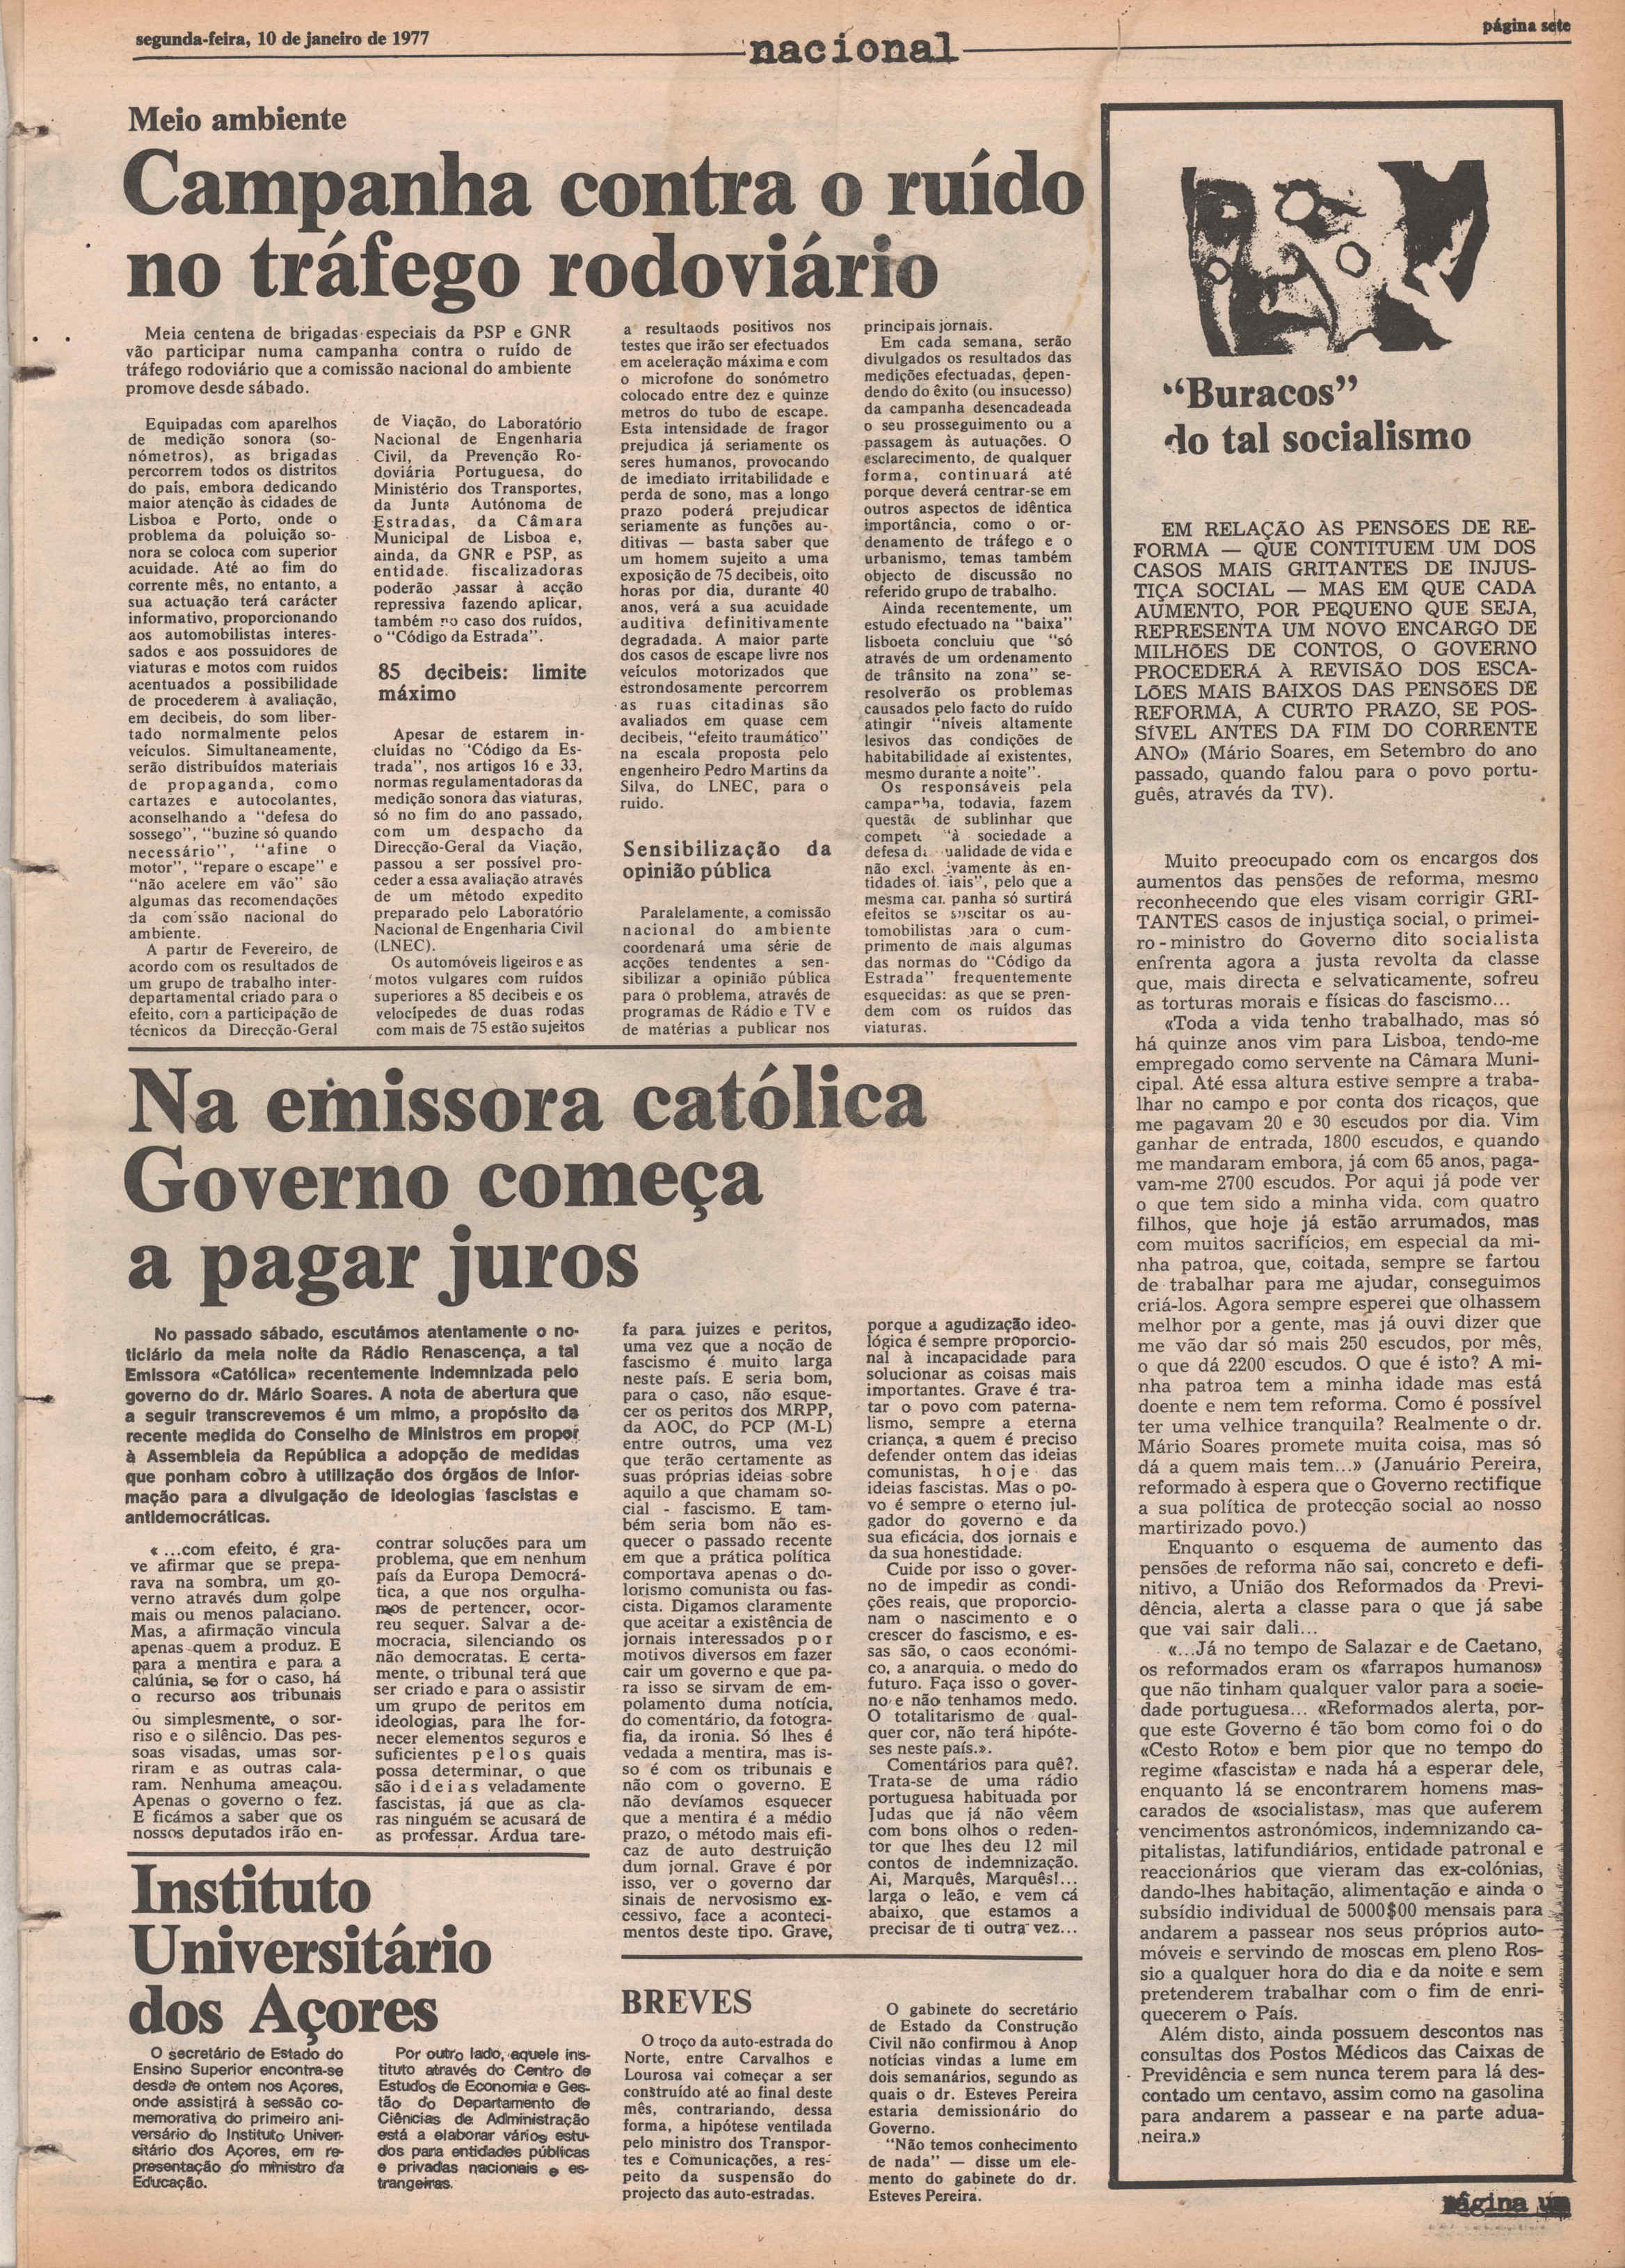 segunda-feira, 10 de janeiro de 1977
nacional
página sete
Meio ambiente
Campanha contra o ruído
no tráfego rodoviário
Meia centena de brigadas especiais da PSP e GNR
vão participar numa campanha contra o ruído de
tráfego rodoviário que a comissão nacional do ambiente
promove desde sábado.
Equipadas com aparelhos
de medição sonora (so-
nómetros), as brigadas
percorrem todos os distritos
do país, embora dedicando
maior atenção às cidades de
Lisboa e Porto, onde o
problema da poluição so-
nora se coloca com superior
acuidade. Até ao fim do
corrente mês, no entanto, a
sua actuação terá carácter
informativo, proporcionando
aos automobilistas interes-
sados e aos possuidores de
viaturas e motos com ruidos
acentuados a possibilidade
de procederem à avaliação,
em decibeis, do som liber-
tado normalmente pelos
veículos. Simultaneamente,
serão distribuídos materiais
de propaganda, como
cartazes e autocolantes,
aconselhando a "defesa do
sossego", "buzine só quando
necessário", "afine o
motor", "repare o escape" e
"não acelere em vão" são
algumas das recomendações
da com ssão nacional do
ambiente.
A partir de Fevereiro, de
acordo com os resultados de
um grupo de trabalho inter-
departamental criado para o
efeito, com a participação de
técnicos da Direcção-Geral
de Viação, do Laboratório
Nacional de Engenharia
Civil, da Prevenção Ro-
doviária Portuguesa, do
Ministério dos Transportes,
da Junta Autónoma de
Estradas, da Câmara
Municipal de Lisboa e,
ainda, da GNR e PSP, as
entidade. fiscalizadoras
poderão passar à acção
repressiva fazendo aplicar,
também no caso dos ruídos,
o "Código da Estrada".
85 decibeis: limite
máximo
Apesar de estarem in-
cluídas no "Código da Es-
trada", nos artigos 16 e 33,
normas regulamentadoras da
medição sonora das viaturas,
só no fim do ano passado,
com um despacho da
Direcção-Geral da Viação,
passou a ser possível pro-
ceder a essa avaliação através
de um método expedito
preparado pelo Laboratório
Nacional de Engenharia Civil
(LNEC).
Os automóveis ligeiros e as
motos vulgares com ruídos
superiores a 85 decibeis e os
velocípedes de duas rodas
com mais de 75 estão sujeitos
a resultaods positivos nos
testes que irão ser efectuados
em aceleração máxima e com
o microfone do sonómetro
colocado entre dez e quinze
metros do tubo de escape.
Esta intensidade de fragor
prejudica já seriamente os
seres humanos, provocando
de imediato irritabilidade e
perda de sono, mas a longo
prazo poderá prejudicar
seriamente as funções au-
ditivas — basta saber que
um homem sujeito a uma
exposição de 75 decibeis, oito
horas por dia, durante 40
anos, verá a sua acuidade
auditiva definitivamente
degradada. A maior parte
dos casos de escape livre nos
veículos motorizados que
estrondosamente percorrem
as ruas citadinas são
avaliados em quase cem
decibeis, "efeito traumático"
na escala proposta pelo
engenheiro Pedro Martins da
Silva, do LNEC, para o
ruido.
Sensibilização da
opinião pública
Paralelamente, a comissão
nacional do ambiente
coordenará uma série de
acções tendentes a sen-
sibilizar a opinião pública
para o problema, através de
programas de Rádio e TV e
de matérias a publicar nos
principais jornais.
Em cada semana, serão
divulgados os resultados das
medições efectuadas, depen-
dendo do êxito (ou insucesso)
da campanha desencadeada
o seu prosseguimento ou a
passagem às autuações. O
esclarecimento, de qualquer
forma, continuará até
porque deverá centrar-se em
outros aspectos de idêntica
importância, como o or-
denamento de tráfego e o
urbanismo, temas também
objecto de discussão no
referido grupo de trabalho.
Ainda recentemente, um
estudo efectuado na "baixa"
lisboeta concluiu que "só
através de um ordenamento
de trânsito na zona" se-
resolverão os problemas
causados pelo facto do ruído
atingir "níveis altamente
lesivos das condições de
habitabilidade aí existentes,
mesmo durante a noite".
Os responsáveis pela
campanha, todavia, fazem
questã de sublinhar que
compete "à sociedade a
defesa da ualidade de vida e
não excl ivamente às en-
tidades of iais", pelo que a
mesma cam panha só surtirá
efeitos se suscitar os au-
tomobilistas para o cum-
primento de mais algumas
das normas do "Código da
Estrada" frequentemente
esquecidas: as que se pren-
dem com os ruídos das
viaturas.
Na emissora católica
Governo começa
a pagar juros
No passado sábado, escutámos atentamente o no-
ticiário da meia noite da Rádio Renascença, a tal
Emissora «Católica» recentemente indemnizada pelo
governo do dr. Mário Soares. A nota de abertura que
a seguir transcrevemos é um mimo, a propósito da
recente medida do Conselho de Ministros em propor
à Assembleia da República a adopção de medidas
que ponham cobro à utilização dos órgãos de Infor-
mação para a divulgação de ideologias fascistas e
antidemocráticas.
« ...com efeito, é gra-
ve afirmar que se prepa-
rava na sombra, um go-
verno através dum golpe
mais ou menos palaciano.
Mas, a afirmação vincula
apenas quem a produz. E
para a mentira e para a
calúnia, se for o caso, há
o recurso aos tribunais
ou simplesmente, o sor-
riso e o silêncio. Das pes-
soas visadas, umas sor-
riram e as outras cala-
ram. Nenhuma ameaçou.
Apenas o governo o fez.
E ficámos a saber que os
nossos deputados irão en-
contrar soluções para um
problema, que em nenhum
país da Europa Democrá-
tica, a que nos orgulha-
mos de pertencer, ocor-
reu sequer. Salvar a de-
mocracia, silenciando os
não democratas. E certa-
mente, o tribunal terá que
ser criado e para o assistir
um grupo de peritos em
ideologias, para lhe for-
necer elementos seguros e
suficientes pelos quais
possa determinar, o que
são ideias veladamente
fascistas, já que as cla-
ras ninguém se acusará de
as professar. Árdua tare-
fa para juizes e peritos,
uma vez que a noção de
fascismo é muito larga
neste país. E seria bom,
para o caso, não esque-
cer os peritos dos MRPP,
da AOC, do PCP (M-L)
entre outros, uma vez
que terão certamente as
suas próprias ideias sobre
aquilo a que chamam so-
cial - fascismo. E tam-
bém seria bom não es-
quecer o passado recente
em que a prática política
comportava apenas o do-
lorismo comunista ou fas-
cista. Digamos claramente
que aceitar a existência de
jornais interessados por
motivos diversos em fazer
cair um governo e que pa-
ra isso se sirvam de em-
polamento duma notícia,
do comentário, da fotogra-
fia, da ironia. Só lhes é
vedada a mentira, mas is-
so é com os tribunais e
não com o governo. E
não devíamos esquecer
que a mentira é a médio
prazo, o método mais efi-
caz de auto destruição
dum jornal. Grave é por
isso, ver o governo dar
sinais de nervosismo ex-
cessivo, face a aconteci-
mentos deste tipo. Grave,
porque a agudização ideo-
lógica é sempre proporcio-
nal à incapacidade para
solucionar as coisas mais
importantes. Grave é tra-
tar o povo com paterna-
lismo, sempre a eterna
criança, a quem é preciso
defender ontem das ideias
comunistas, hoje das
ideias fascistas. Mas o po-
vo é sempre o eterno jul-
gador do governo e da
sua eficácia, dos jornais e
da sua honestidade.
Cuide por isso o gover-
no de impedir as condi-
ções reais, que proporcio-
nam o nascimento e o
crescer do fascismo, e es-
sas são, o caos económi-
co, a anarquia, o medo do
futuro. Faça isso o gover-
no e não tenhamos medo.
O totalitarismo de qual-
quer cor, não terá hipóte-
ses neste país.».
Comentários para quê?.
Trata-se de uma rádio
portuguesa habituada por
Judas que já não vêem
com bons olhos o reden-
tor que lhes deu 12 mil
contos de indemnização.
Ai, Marquês, Marquês!...
larga o leão, e vem cá
abaixo, que estamos a
precisar de ti outra vez...
Instituto
Universitário
dos Açores
O secretário de Estado do
Ensino Superior encontra-se
desde de ontem nos Açores,
onde assistirá à sessão co-
memorativa do primeiro ani-
versário do Instituto Univer-
sitário dos Açores, em re-
presentação do ministro da
Educação.
Por outro lado, aquele ins-
tituto através do Centro de
Estudos de Economia e Ges-
tão do Departamento de
Ciências de Administração
está a elaborar vários estu-
dos para entidades públicas
e privadas nacionais e es-
trangeiras.
BREVES
O troço da auto-estrada do
Norte, entre Carvalhos e
Lourosa vai começar a ser
construído até ao final deste
mês, contrariando, dessa
forma, a hipótese ventilada
pelo ministro dos Transpor-
tes e Comunicações, a res-
peito da suspensão do
projecto das auto-estradas.
O gabinete do secretário
de Estado da Construção
Civil não confirmou à Anop
notícias vindas a lume em
dois semanários, segundo as
quais o dr. Esteves Pereira
estaria demissionário do
Governo.
"Não temos conhecimento
de nada" — disse um ele-
mento do gabinete do dr.
Esteves Pereira.
"Buracos"
do tal socialismo
EM RELAÇÃO ÀS PENSÕES DE RE-
FORMA — QUE CONTITUEM UM DOS
CASOS MAIS GRITANTES DE INJUS-
TIÇA SOCIAL — MAS EM QUE CADA
AUMENTO, POR PEQUENO QUE SEJA,
REPRESENTA UM NOVO ENCARGO DE
MILHÕES DE CONTOS, O GOVERNO
PROCEDERÁ À REVISÃO DOS ESCA-
LÕES MAIS BAIXOS DAS PENSÕES DE
REFORMA, A CURTO PRAZO, SE POS-
SÍVEL ANTES DA FIM DO CORRENTE
ANO» (Mário Soares, em Setembro do ano
passado, quando falou para o povo portu-
guês, através da TV).
Muito preocupado com os encargos dos
aumentos das pensões de reforma, mesmo
reconhecendo que eles visam corrigir GRI-
TANTES casos de injustiça social, o primei-
ro-ministro do Governo dito socialista
enfrenta agora a justa revolta da classe
que, mais directa e selvaticamente, sofreu
as torturas morais e físicas do fascismo...
«Toda a vida tenho trabalhado, mas só
há quinze anos vim para Lisboa, tendo-me
empregado como servente na Câmara Muni-
cipal. Até essa altura estive sempre a traba-
lhar no campo e por conta dos ricaços, que
me pagavam 20 e 30 escudos por dia. Vim
ganhar de entrada, 1800 escudos, e quando
me mandaram embora, já com 65 anos, paga-
vam-me 2700 escudos. Por aqui já pode ver
o que tem sido a minha vida, com quatro
filhos, que hoje já estão arrumados, mas
com muitos sacrifícios, em especial da mi-
nha patroa, que, coitada, sempre se fartou
de trabalhar para me ajudar, conseguimos
criá-los. Agora sempre esperei que olhassem
melhor por a gente, mas já ouvi dizer que
me vão dar só mais 250 escudos, por mês,
o que dá 2200 escudos. O que é isto? A mi-
nha patroa tem a minha idade mas está
doente e nem tem reforma. Como é possível
ter uma velhice tranquila? Realmente o dr.
Mário Soares promete muita coisa, mas só
dá a quem mais tem...» (Januário Pereira,
reformado à espera que o Governo rectifique
a sua política de protecção social ao nosso
martirizado povo.)
Enquanto o esquema de aumento das
pensões de reforma não sai, concreto e defi-
nitivo, a União dos Reformados da Previ-
dência, alerta a classe para o que já sabe
que vai sair dali...
«...Já no tempo de Salazar e de Caetano,
os reformados eram os «farrapos humanos»
que não tinham qualquer valor para a socie-
dade portuguesa... «Reformados alerta, por-
que este Governo é tão bom como foi o do
«Cesto Roto» e bem pior que no tempo do
regime «fascista» e nada há a esperar dele,
enquanto lá se encontrarem homens mas-
carados de «socialistas», mas que auferem
vencimentos astronómicos, indemnizando ca-
pitalistas, latifundiários, entidade patronal e
reaccionários que vieram das ex-colónias,
dando-lhes habitação, alimentação e ainda o
subsídio individual de 5000$00 mensais para
andarem a passear nos seus próprios auto-
móveis e servindo de moscas em pleno Ros-
sio a qualquer hora do dia e da noite e sem
pretenderem trabalhar com o fim de enri-
quecerem o País.
Além disto, ainda possuem descontos nas
consultas dos Postos Médicos das Caixas de
Previdência e sem nunca terem para lá des-
contado um centavo, assim como na gasolina
para andarem a passear e na parte adua-
neira.»
página um